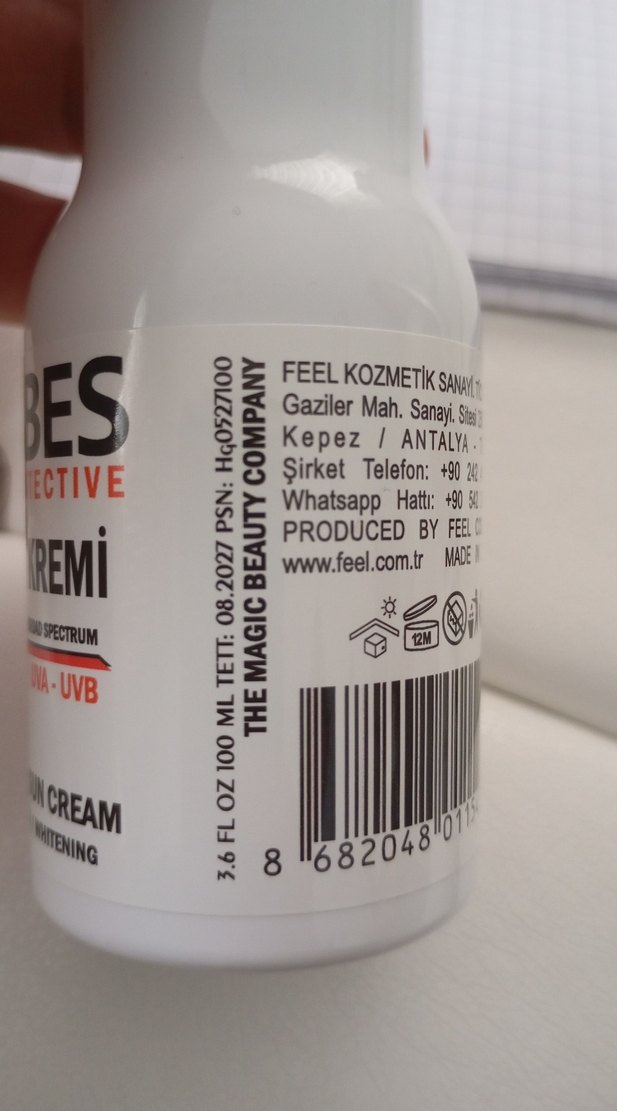 BES
TECTIVE
KREMİ
SPECTRUM
UVA - UVB
SUN CREAM
WHITENING
3.6 FL OZ 100 ML TETT: 08.2027 PSN: Hq0527100
THE MAGIC BEAUTY COMPANY
FEEL KOZMETİK SANAYİ.
Gaziler Mah. Sanayi. Sitesi
Kepez / ANTALYA -
Şirket Telefon: +90 242
Whatsapp Hattı: +90 542
PRODUCED BY FEEL
www.feel.com.tr MADE
12M
8 682048 011